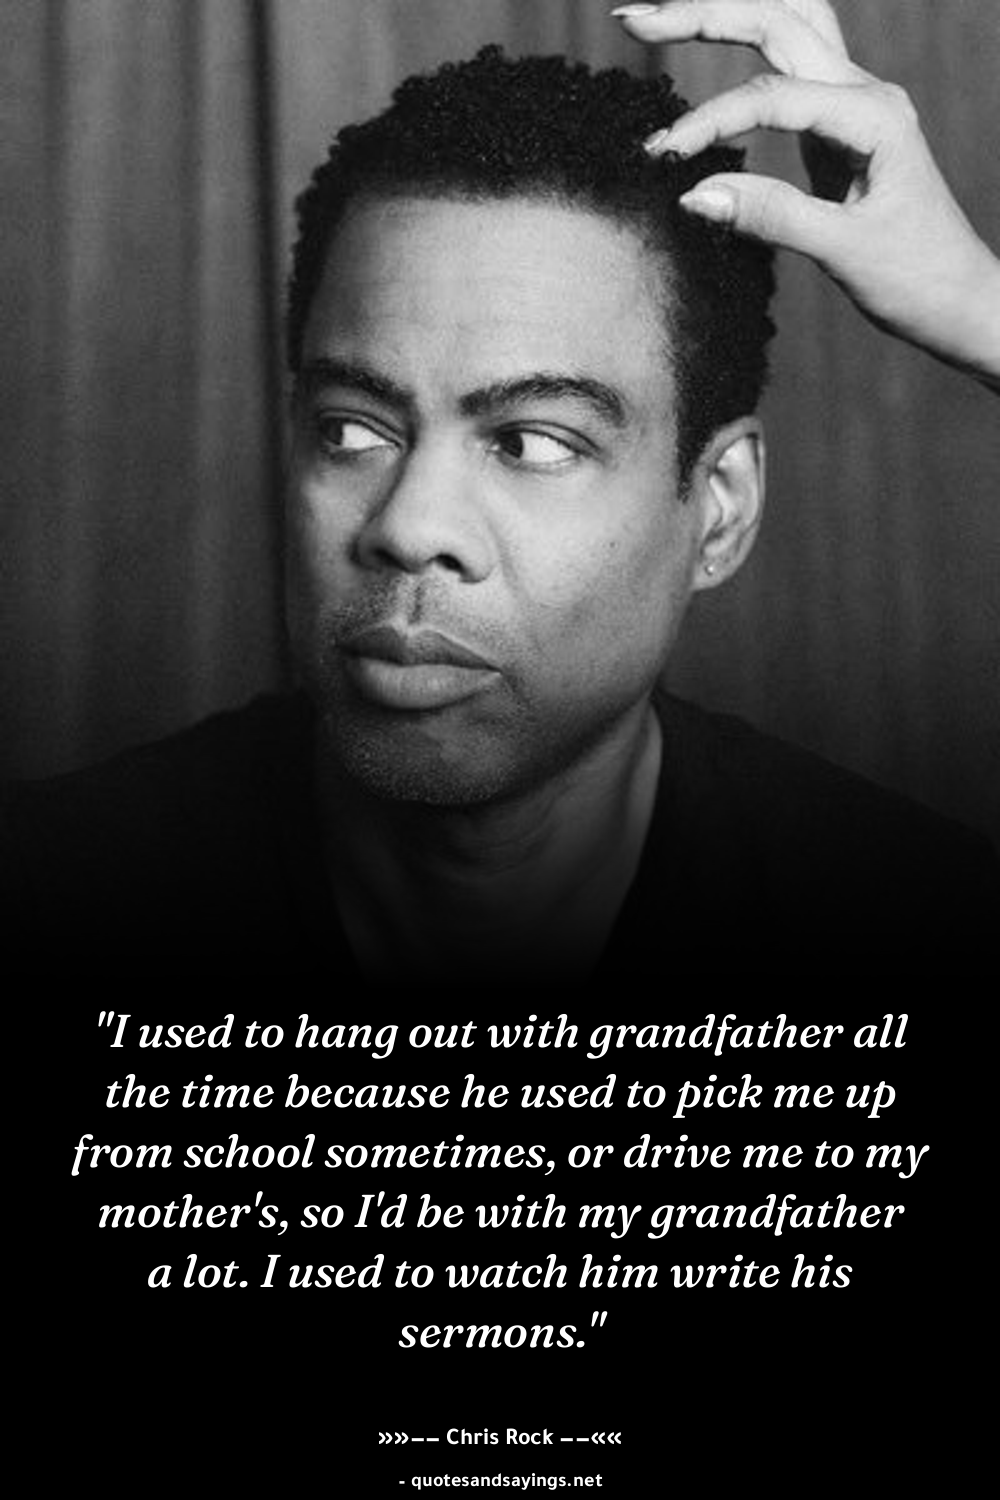 "I used to hang out with grandfather all
the time because he used to pick me up
from school sometimes, or drive me to my
mother's, so I'd be with my grandfather
a lot. I used to watch him write his
sermons."
»»–– Chris Rock ––««
- quotesandsayings.net